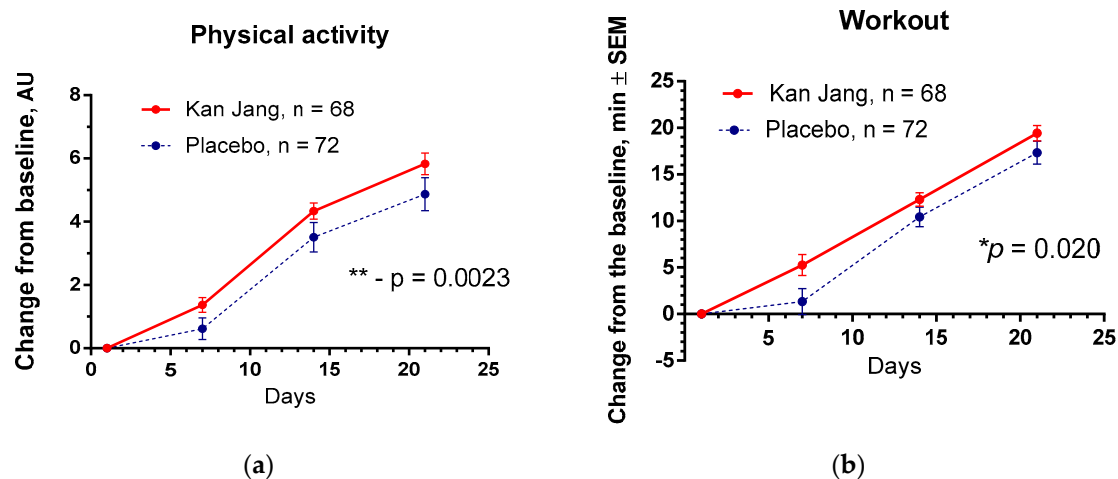 Physical activity
Change from baseline, AU
8
6
4
2
0
Kan Jang, n = 68
Placebo, n = 72
** - p = 0.0023
0 5 10 15 20 25
Days
(a)
Workout
Change from the baseline, min ± SEM
25
20
15
10
5
0
-5
Kan Jang, n = 68
Placebo, n = 72
*p = 0.020
5 10 15 20 25
Days
(b)